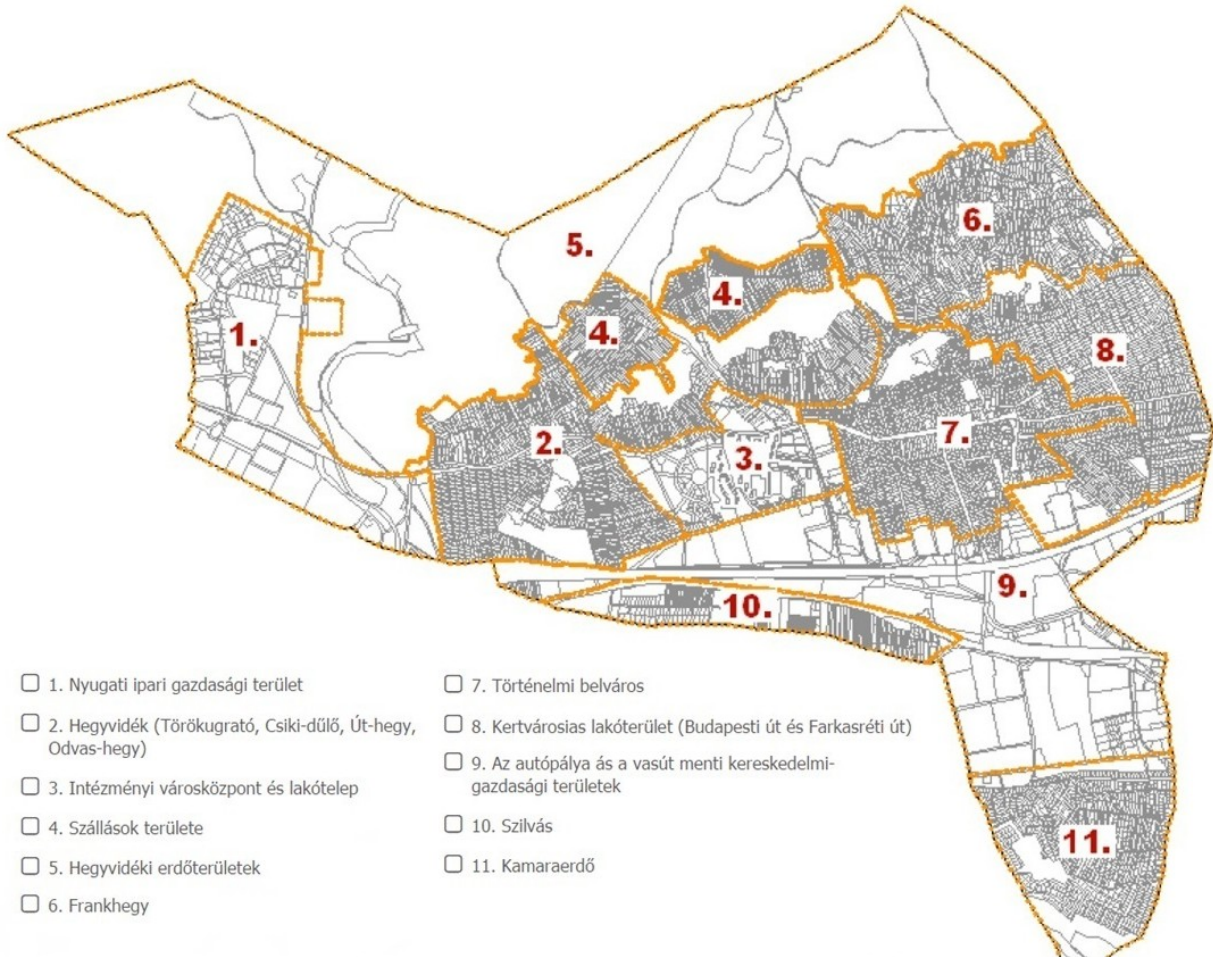 5.
6.
4.
1.
4.
8.
2.
7.
3.
9.
10.
11.
1. Nyugati ipari gazdasági terület
2. Hegyvidék (Törökugrató, Csiki-dűlő, Út-hegy,
Odvas-hegy)
3. Intézményi városközpont és lakótelep
4. Szállások területe
5. Hegyvidéki erdőterületek
6. Frankhegy
7. Történelmi belváros
8. Kertvárosias lakóterület (Budapesti út és Farkasréti út)
9. Az autópálya ás a vasút menti kereskedelmi-
gazdasági területek
10. Szilvás
11. Kamaraerdő